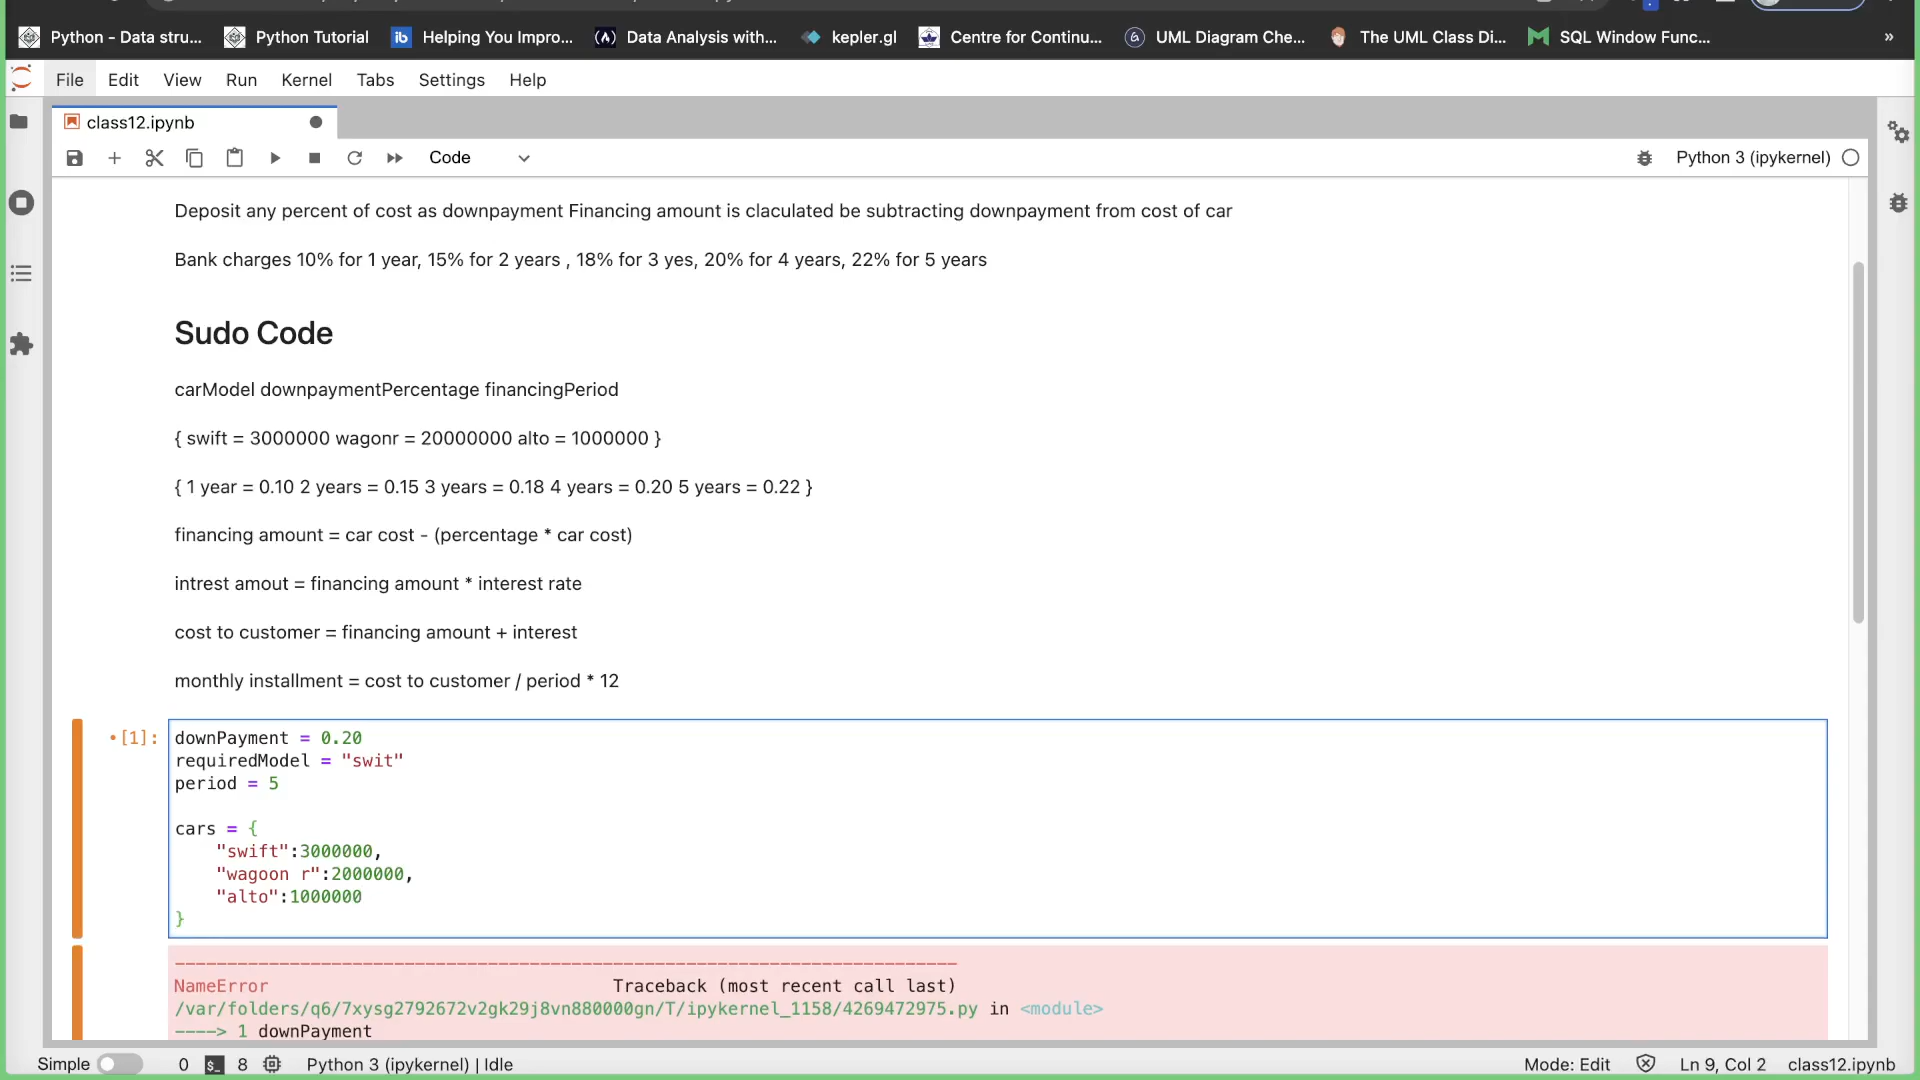 Python - Data stru...
Python Tutorial
ib
Helping You Impro...
Data Analysis with...
kepler.gl
Centre for Continu...
UML Diagram Che...
The UML Class Di...
SQL Window Func...
»
File Edit View Run Kernel Tabs Settings Help
class12.ipynb
Code
Python 3 (ipykernel)
Deposit any percent of cost as downpayment Financing amount is claculated be subtracting downpayment from cost of car
Bank charges 10% for 1 year, 15% for 2 years , 18% for 3 yes, 20% for 4 years, 22% for 5 years
Sudo Code
carModel downpaymentPercentage financingPeriod
{ swift = 3000000 wagonr = 20000000 alto = 1000000 }
{ 1 year = 0.10 2 years = 0.15 3 years = 0.18 4 years = 0.20 5 years = 0.22 }
financing amount = car cost - (percentage * car cost)
intrest amout = financing amount * interest rate
cost to customer = financing amount + interest
monthly installment = cost to customer / period * 12
•[1]:
downPayment = 0.20
requiredModel = "swit"
period = 5
cars = {
"swift":3000000,
"wagoon r":2000000,
"alto":1000000
}
---------------------------------------------------------------------------
NameError Traceback (most recent call last)
/var/folders/q6/7xysg2792672v2gk29j8vn880000gn/T/ipykernel_1158/4269472975.py in <module>
----> 1 downPayment
Simple 0 $_ 8 Python 3 (ipykernel) | Idle
Mode: Edit Ln 9, Col 2 class12.ipynb